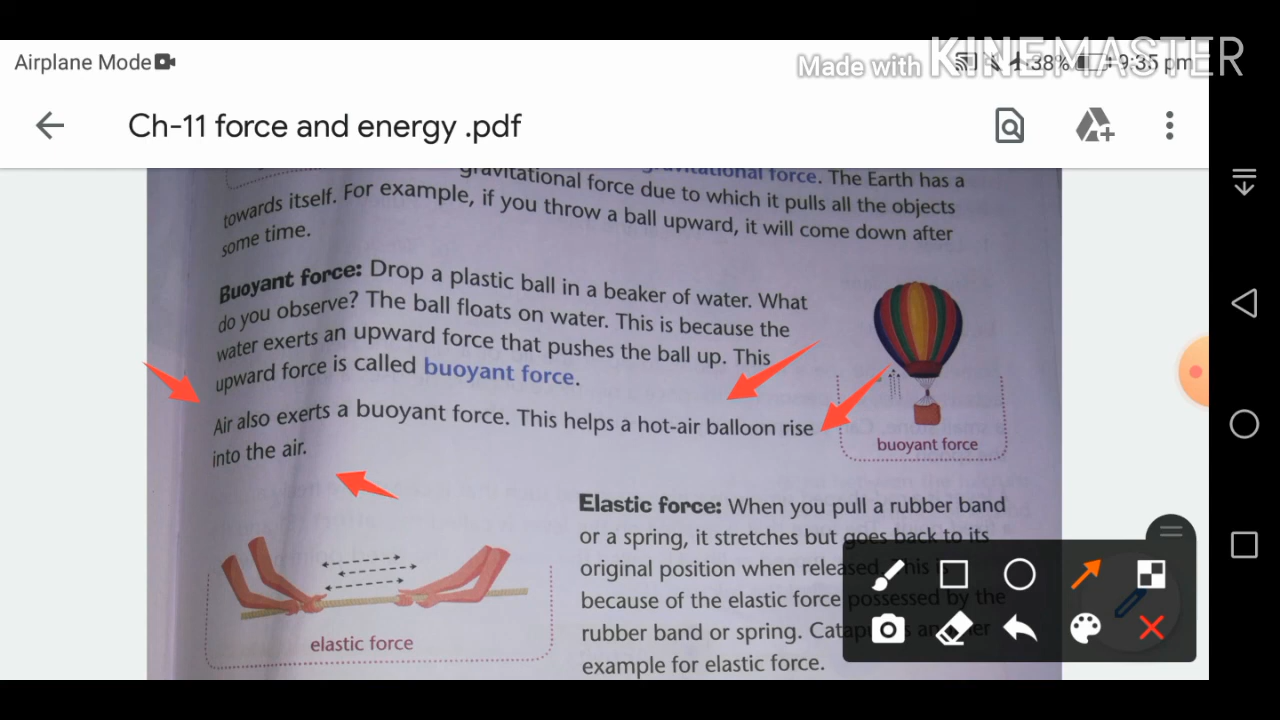 Made with KINEMASTER
Airplane Mode 38% 9:35 pm
Ch-11 force and energy .pdf
gravitational force. The Earth has a
gravitational force due to which it pulls all the objects
towards itself. For example, if you throw a ball upward, it will come down after
some time.
Buoyant force: Drop a plastic ball in a beaker of water. What
do you observe? The ball floats on water. This is because the
water exerts an upward force that pushes the ball up. This
upward force is called buoyant force.
Air also exerts a buoyant force. This helps a hot-air balloon rise
into the air.
buoyant force
Elastic force: When you pull a rubber band
or a spring, it stretches but goes back to its
original position when released. This is
because of the elastic force possessed by the
rubber band or spring. Catapult is another
example for elastic force.
elastic force